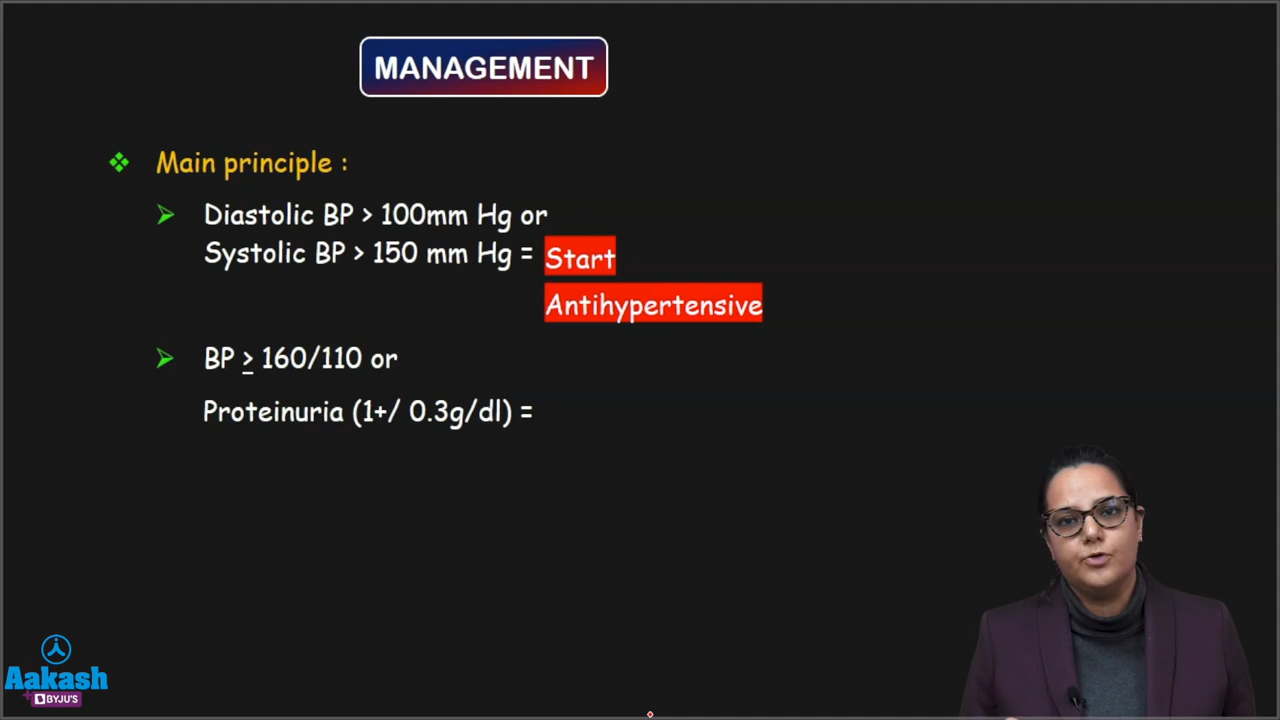 MANAGEMENT
Main principle :
Diastolic BP > 100mm Hg or
Systolic BP > 150 mm Hg = Start
Antihypertensive
BP ≥ 160/110 or
Proteinuria (1+/ 0.3g/dl) =
Aakash
+ BYJU'S